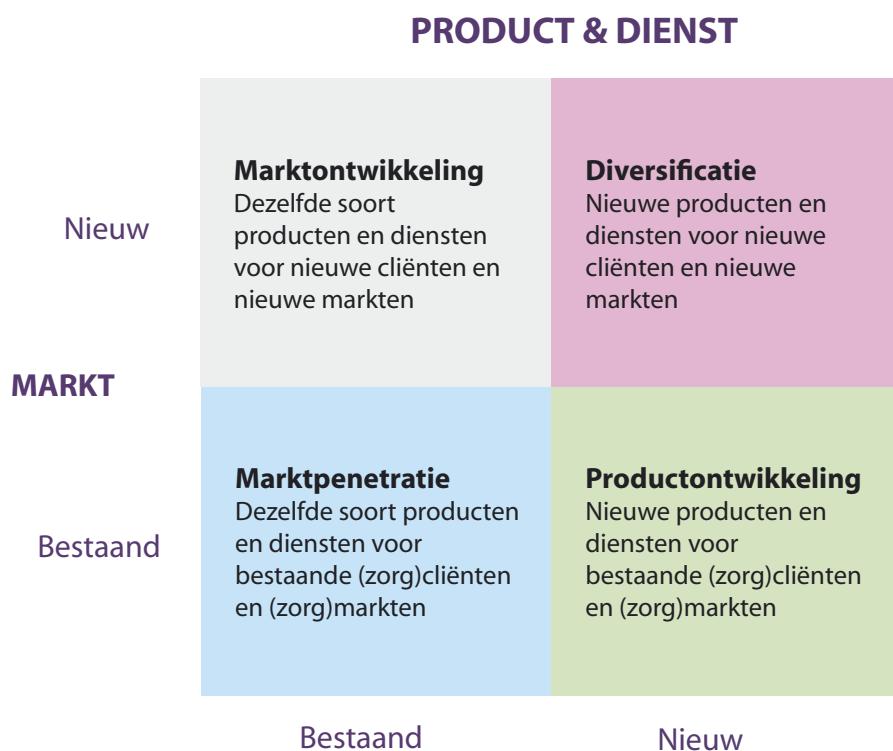 PRODUCT & DIENST
Nieuw
Marktontwikkeling
Dezelfde soort
producten en diensten
voor nieuwe cliënten en
nieuwe markten
Diversificatie
Nieuwe producten en
diensten voor nieuwe
cliënten en nieuwe
markten
MARKT
Bestaand
Marktpenetratie
Dezelfde soort producten
en diensten voor
bestaande (zorg)cliënten
en (zorg)markten
Productontwikkeling
Nieuwe producten en
diensten voor
bestaande (zorg)cliënten
en (zorg)markten
Bestaand
Nieuw